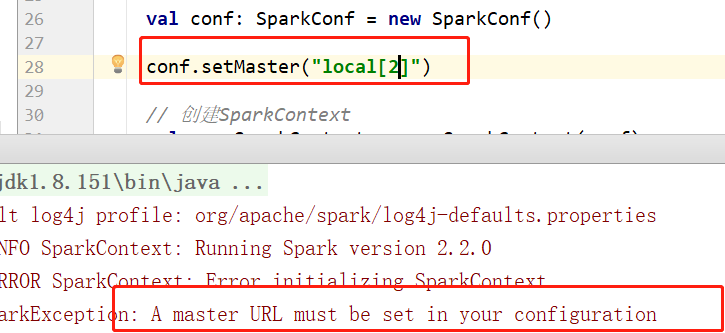 26 val conf: SparkConf = new SparkConf()
27
28 conf.setMaster("local[2]")
29
30 // 创建SparkContext
jdk1.8.151\bin\java ...
lt log4j profile: org/apache/spark/log4j-defaults.properties
NFO SparkContext: Running Spark version 2.2.0
RROR SparkContext: Error initializing SparkContext
arkException: A master URL must be set in your configuration